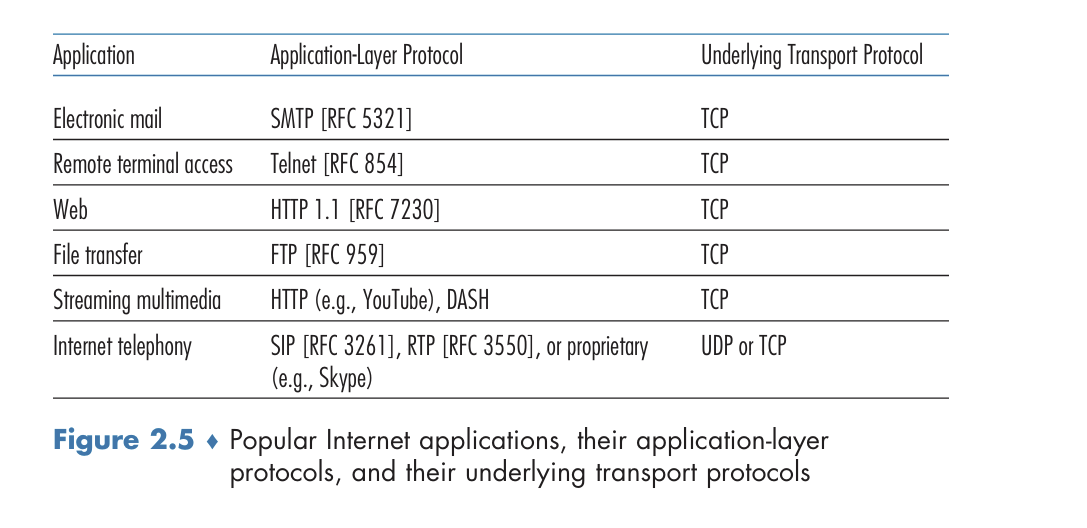 Application Application-Layer Protocol Underlying Transport Protocol
Electronic mail SMTP [RFC 5321] TCP
Remote terminal access Telnet [RFC 854] TCP
Web HTTP 1.1 [RFC 7230] TCP
File transfer FTP [RFC 959] TCP
Streaming multimedia HTTP (e.g., YouTube), DASH TCP
Internet telephony SIP [RFC 3261], RTP [RFC 3550], or proprietary UDP or TCP
(e.g., Skype)
Figure 2.5 ♦ Popular Internet applications, their application-layer
protocols, and their underlying transport protocols